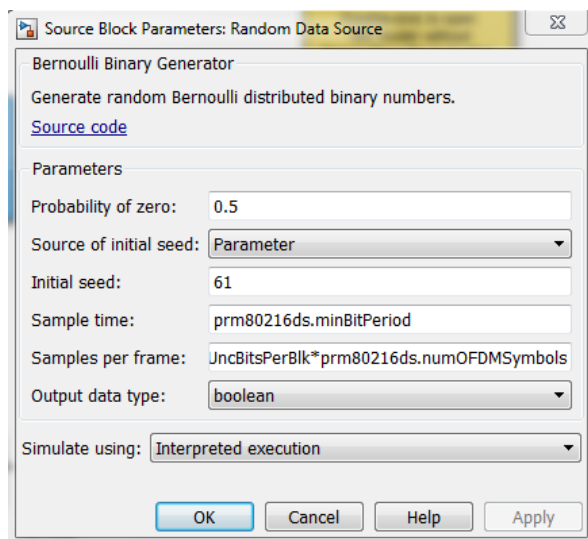 Source Block Parameters: Random Data Source
Bernoulli Binary Generator
Generate random Bernoulli distributed binary numbers.
Source code
Parameters
Probability of zero: 0.5
Source of initial seed: Parameter
Initial seed: 61
Sample time: prm80216ds.minBitPeriod
Samples per frame: UncBitsPerBlk*prm80216ds.numOFDMSymbols
Output data type: boolean
Simulate using: Interpreted execution
OK Cancel Help Apply